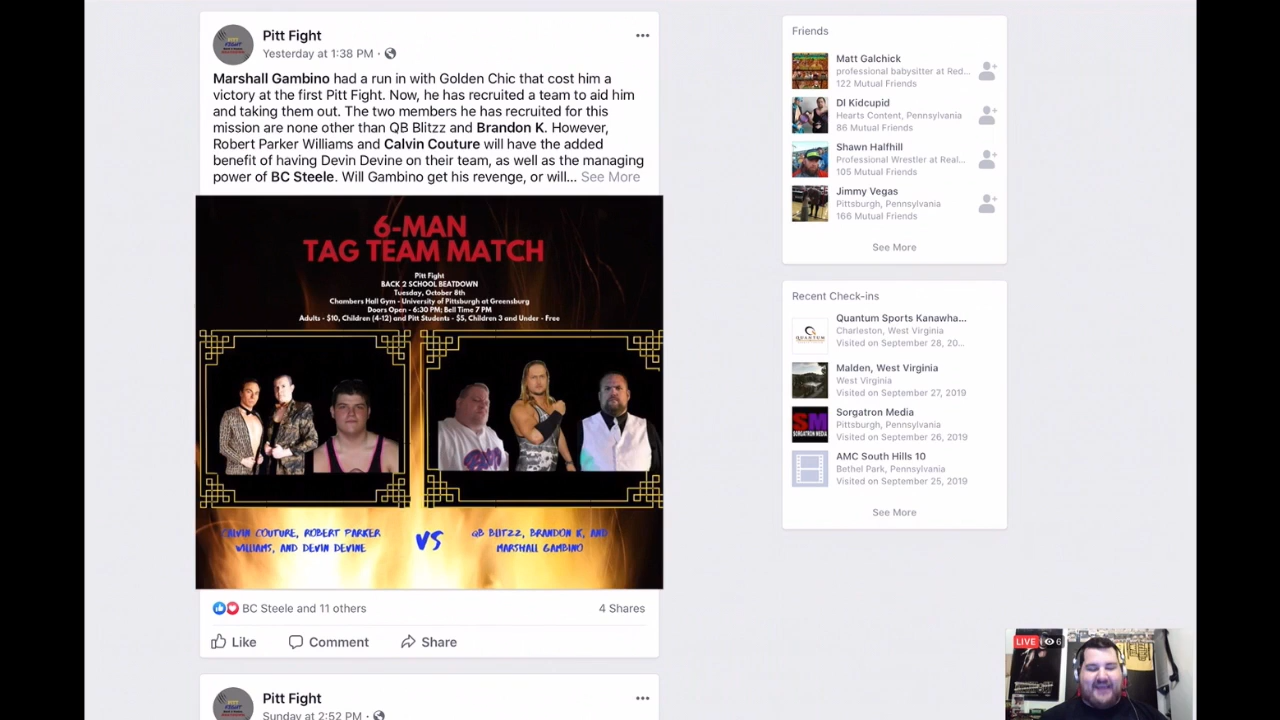 Pitt Fight
Yesterday at 1:38 PM ·
Marshall Gambino had a run in with Golden Chic that cost him a
victory at the first Pitt Fight. Now, he has recruited a team to aid him
and taking them out. The two members he has recruited for this
mission are none other than QB Blitzz and Brandon K. However,
Robert Parker Williams and Calvin Couture will have the added
benefit of having Devin Devine on their team, as well as the managing
power of BC Steele. Will Gambino get his revenge, or will... See More
6-MAN
TAG TEAM MATCH
Pitt Fight
BACK 2 SCHOOL BEATDOWN
Tuesday, October 8th
Chambers Hall Gym - University of Pittsburgh at Greensburg
Doors Open - 6:30 PM; Bell Time 7 PM
Adults - $10, Children (4-12) and Pitt Students - $5, Children 3 and Under - Free
CALVIN COUTURE, ROBERT PARKER
WILLIAMS, AND DEVIN DEVINE
VS
QB BLITZZ, BRANDON K, AND
MARSHALL GAMBINO
BC Steele and 11 others
4 Shares
Like
Comment
Share
Pitt Fight
Sunday at 2:52 PM ·
Friends
Matt Galchick
professional babysitter at Red...
122 Mutual Friends
DI Kidcupid
Hearts Content, Pennsylvania
86 Mutual Friends
Shawn Halfhill
Professional Wrestler at Real...
105 Mutual Friends
Jimmy Vegas
Pittsburgh, Pennsylvania
166 Mutual Friends
See More
Recent Check-ins
Quantum Sports Kanawha...
Charleston, West Virginia
Visited on September 28, 20...
QUANTUM
Malden, West Virginia
West Virginia
Visited on September 27, 2019
Sorgatron Media
Pittsburgh, Pennsylvania
Visited on September 26, 2019
SM
SORGATRON MEDIA
AMC South Hills 10
Bethel Park, Pennsylvania
Visited on September 25, 2019
See More
LIVE 6